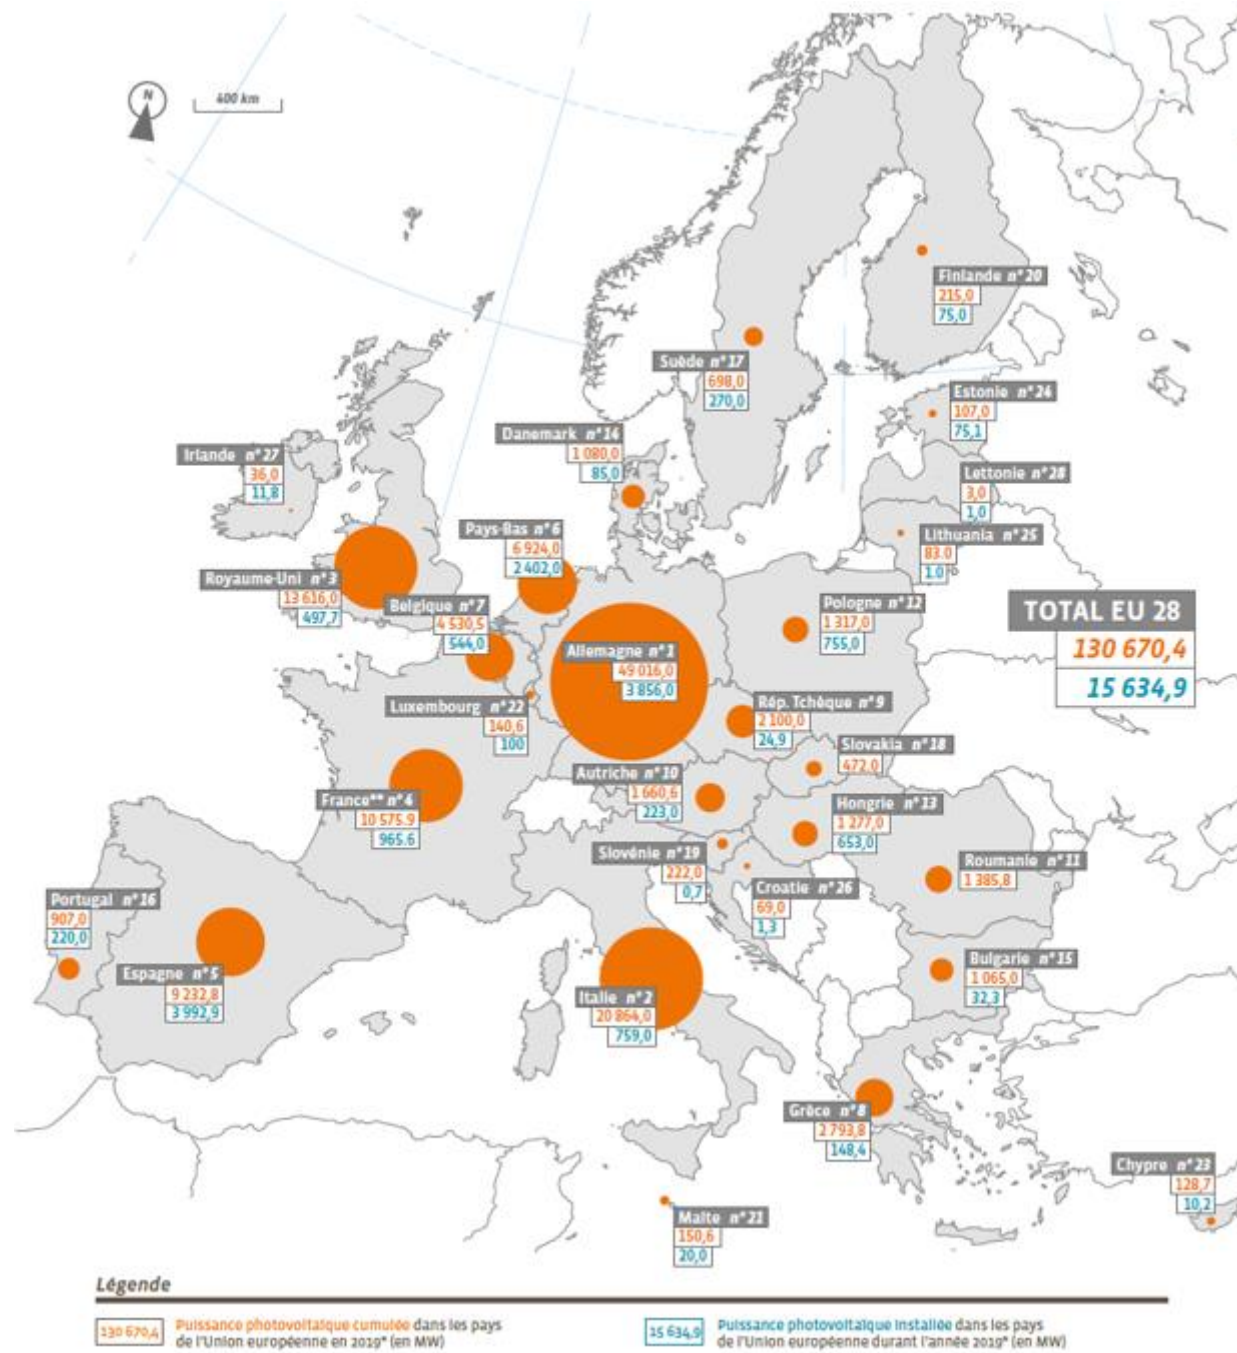 N
400 km
Finlande n°20
215,0
75,0
Suède n°17
698,0
270,0
Estonie n°24
107,0
75,1
Danemark n°14
1 080,0
85,0
Irlande n°27
36,0
11,8
Lettonie n°28
3,0
1,0
Pays-Bas n°6
6 924,0
2 402,0
Lithuania n°25
83.0
1.0
Royaume-Uni n°3
13 616,0
497,7
Belgique n°7
4 530,5
544,0
Pologne n°12
1 317,0
755,0
TOTAL EU 28
130 670,4
15 634,9
Allemagne n°1
49 016,0
3 856,0
Luxembourg n°22
140,6
100
Rép. Tchèque n°9
2 100,0
24,9
Slovakia n°18
472,0
Autriche n°10
1 660,6
223,0
France** n°4
10 575.9
965.6
Hongrie n°13
1 277,0
653,0
Slovénie n°19
222,0
0,7
Roumanie n°11
1 385,8
Croatie n°26
69,0
1,3
Portugal n°16
907,0
220,0
Espagne n°5
9 232,8
3 992,9
Bulgarie n°15
1 065,0
32,3
Italie n°2
20 864,0
759,0
Grèce n°8
2 793,8
148,4
Chypre n°23
128,7
10,2
Malte n°21
150,6
20,0
Légende
130 670,4
Puissance photovoltaïque cumulée dans les pays
de l'Union européenne en 2019* (en MW)
15 634,9
Puissance photovoltaïque installée dans les pays
de l'Union européenne durant l'année 2019* (en MW)